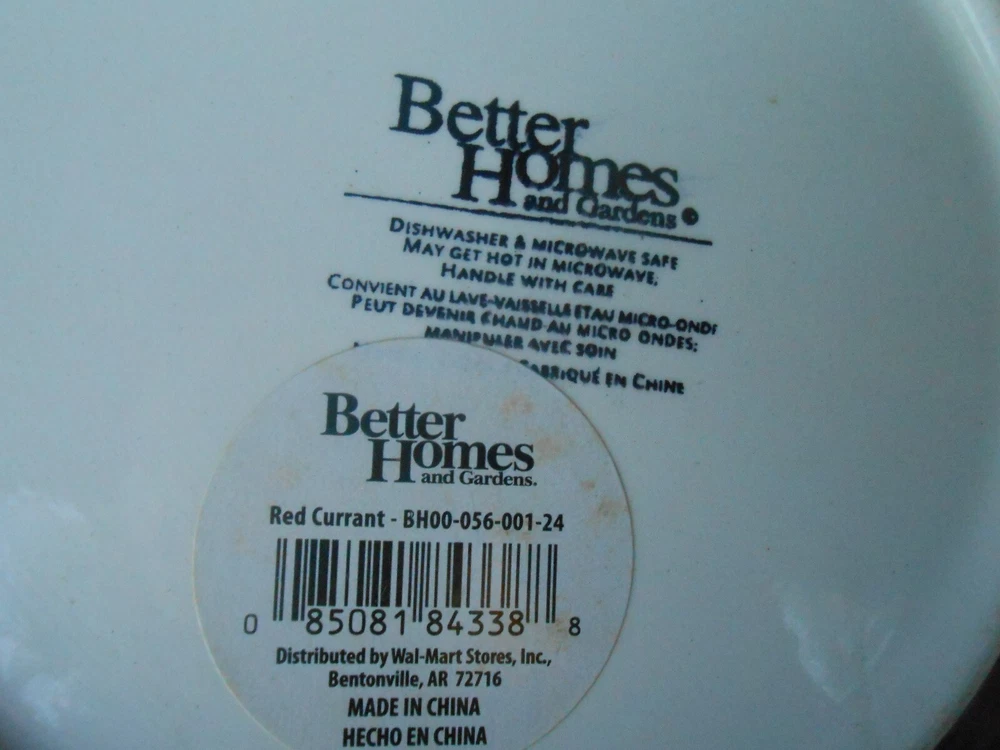 Better
Homes
and Gardens®
DISHWASHER & MICROWAVE SAFE
MAY GET HOT IN MICROWAVE;
HANDLE WITH CARE
CONVIENT AU LAVE-VAISSELLE ET AU MICRO-OND
PEUT DEVENIR CHAUD AU MICRO ONDES;
MANIPULER AVEC SOIN
FABRIQUÉ EN CHINE
Better
Homes
and Gardens.
Red Currant - BH00-056-001-24
0 85081 84338 8
Distributed by Wal-Mart Stores, Inc.,
Bentonville, AR 72716
MADE IN CHINA
HECHO EN CHINA